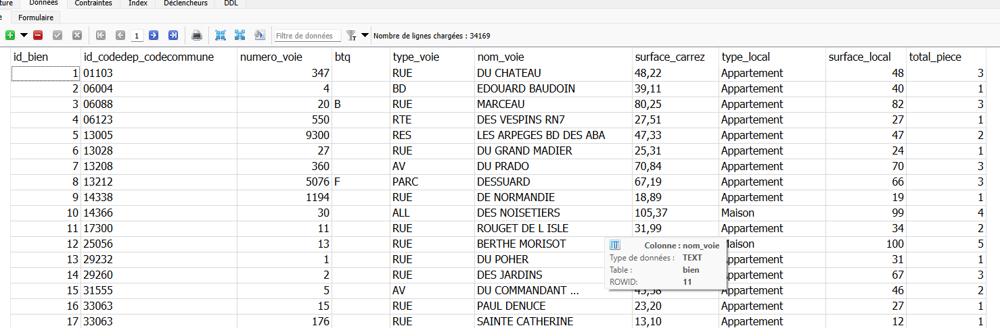 ture Données Contraintes Index Déclencheurs DDL
e Formulaire
1 Filtre de données T Nombre de lignes chargées : 34169
id_bien id_codedep_codecommune numero_voie btq type_voie nom_voie surface_carrez type_local surface_local total_piece
1 01103 347 RUE DU CHATEAU 48,22 Appartement 48 3
2 06004 4 BD EDOUARD BAUDOIN 39,11 Appartement 40 1
3 06088 20 B RUE MARCEAU 80,25 Appartement 82 3
4 06123 550 RTE DES VESPINS RN7 27,51 Appartement 27 1
5 13005 9300 RES LES ARPEGES BD DES ABA 47,33 Appartement 47 2
6 13028 27 RUE DU GRAND MADIER 25,31 Appartement 24 1
7 13208 360 AV DU PRADO 70,84 Appartement 70 3
8 13212 5076 F PARC DESSUARD 67,19 Appartement 66 3
9 14338 1194 RUE DE NORMANDIE 18,89 Appartement 19 1
10 14366 30 ALL DES NOISETIERS 105,37 Maison 99 4
11 17300 11 RUE ROUGET DE L ISLE 31,99 Appartement 34 2
12 25056 13 RUE BERTHE MORISOT Maison 100 5
13 29232 1 RUE DU POHER Appartement 31 1
14 29260 2 RUE DES JARDINS Appartement 67 3
15 31555 5 AV DU COMMANDANT ... 45,58 Appartement 46 2
16 33063 15 RUE PAUL DENUCE 23,20 Appartement 27 1
17 33063 176 RUE SAINTE CATHERINE 13,10 Appartement 12 1
Colonne : nom_voie
Type de données : TEXT
Table : bien
ROWID: 11